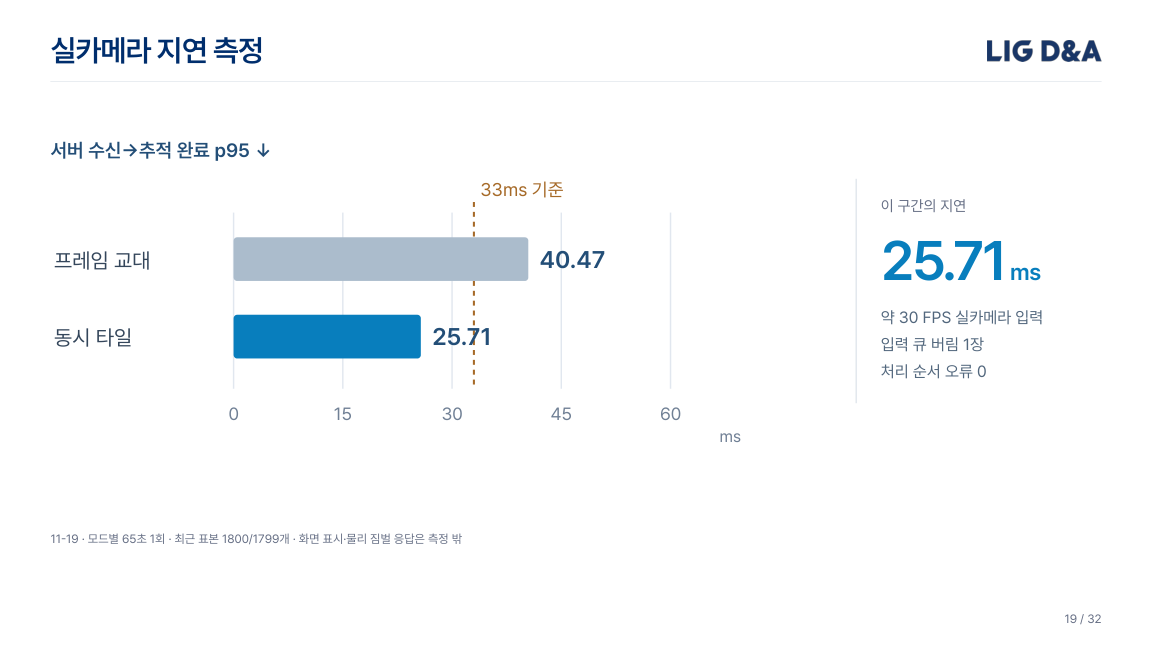 실카메라 지연 측정
LIG D&A
서버 수신→추적 완료 p95 ↓
33ms 기준
프레임 교대
40.47
동시 타일
25.71
0 15 30 45 60
ms
이 구간의 지연
25.71 ms
약 30 FPS 실카메라 입력
입력 큐 버림 1장
처리 순서 오류 0
11-19 · 모드별 65초 1회 · 최근 표본 1800/1799개 · 화면 표시·물리 짐벌 응답은 측정 밖
19 / 32